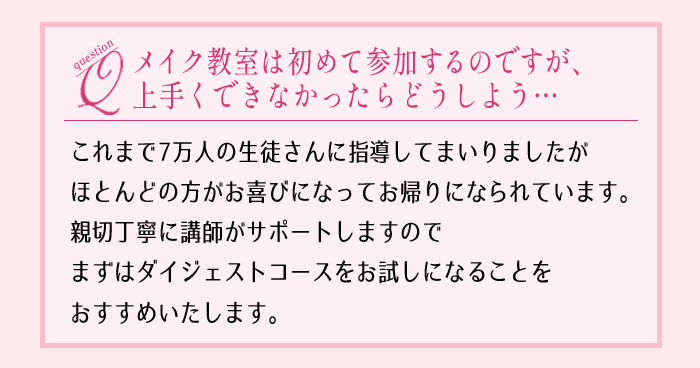 question
Q
メイク教室は初めて参加するのですが、
上手くできなかったらどうしよう…
これまで7万人の生徒さんに指導してまいりましたが
ほとんどの方がお喜びになってお帰りになられています。
親切丁寧に講師がサポートしますので
まずはダイジェストコースをお試しになることを
おすすめいたします。